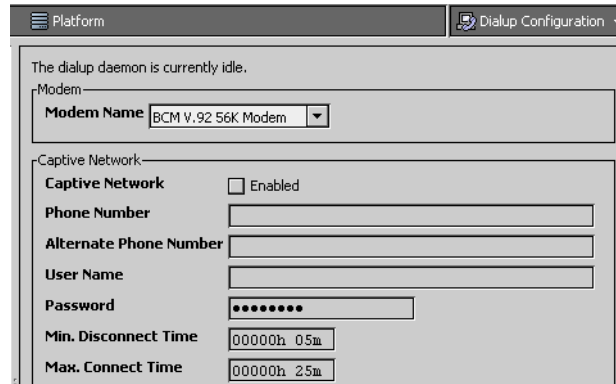 Platform
Dialup Configuration
The dialup daemon is currently idle.
Modem
Modem Name BCM V.92 56K Modem
Captive Network
Captive Network Enabled
Phone Number
Alternate Phone Number
User Name
Password ••••••••
Min. Disconnect Time 00000h 05m
Max. Connect Time 00000h 25m